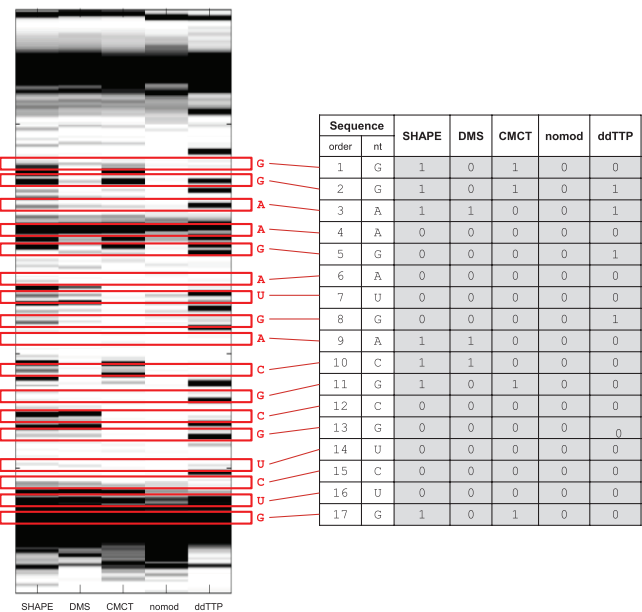 Sequence SHAPE DMS CMCT nomod ddTTP
order nt
G 1 G 1 0 1 0 0
G 2 G 1 0 1 0 1
A 3 A 1 1 0 0 1
A 4 A 0 0 0 0 0
G 5 G 0 0 0 0 1
A 6 A 0 0 0 0 0
U 7 U 0 0 0 0 0
G 8 G 0 0 0 0 1
A 9 A 1 1 0 0 0
C 10 C 1 1 0 0 0
G 11 G 1 0 1 0 0
C 12 C 0 0 0 0 0
G 13 G 0 0 0 0 0
U 14 U 0 0 0 0 0
C 15 C 0 0 0 0 0
U 16 U 0 0 0 0 0
G 17 G 1 0 1 0 0
SHAPE DMS CMCT nomod ddTTP